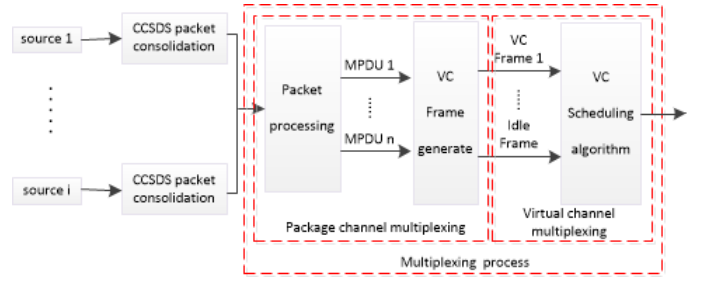 source 1
CCSDS packet
consolidation
source i
CCSDS packet
consolidation
Packet
processing
MPDU 1
MPDU n
VC
Frame
generate
Package channel multiplexing
VC
Frame 1
Idle
Frame
VC
Scheduling
algorithm
Virtual channel
multiplexing
Multiplexing process